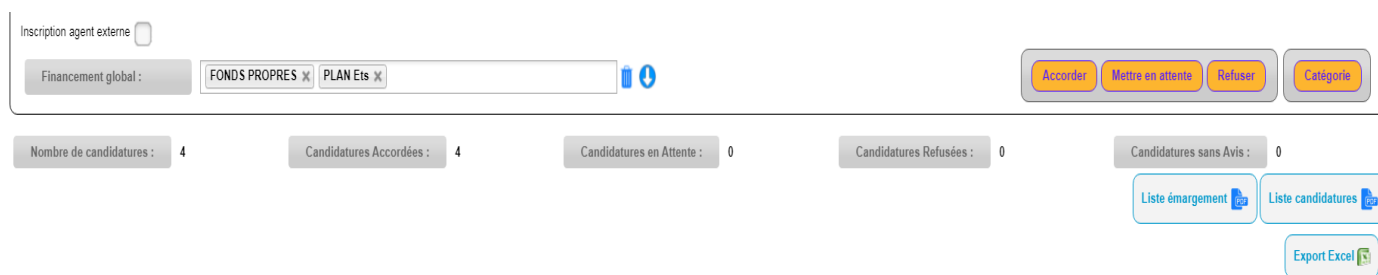 Inscription agent externe
Financement global : FONDS PROPRES x PLAN Ets x Accorder Mettre en attente Refuser Catégorie
Nombre de candidatures : 4 Candidatures Accordées : 4 Candidatures en Attente : 0 Candidatures Refusées : 0 Candidatures sans Avis : 0
Liste émargement PDF Liste candidatures PDF
Export Excel